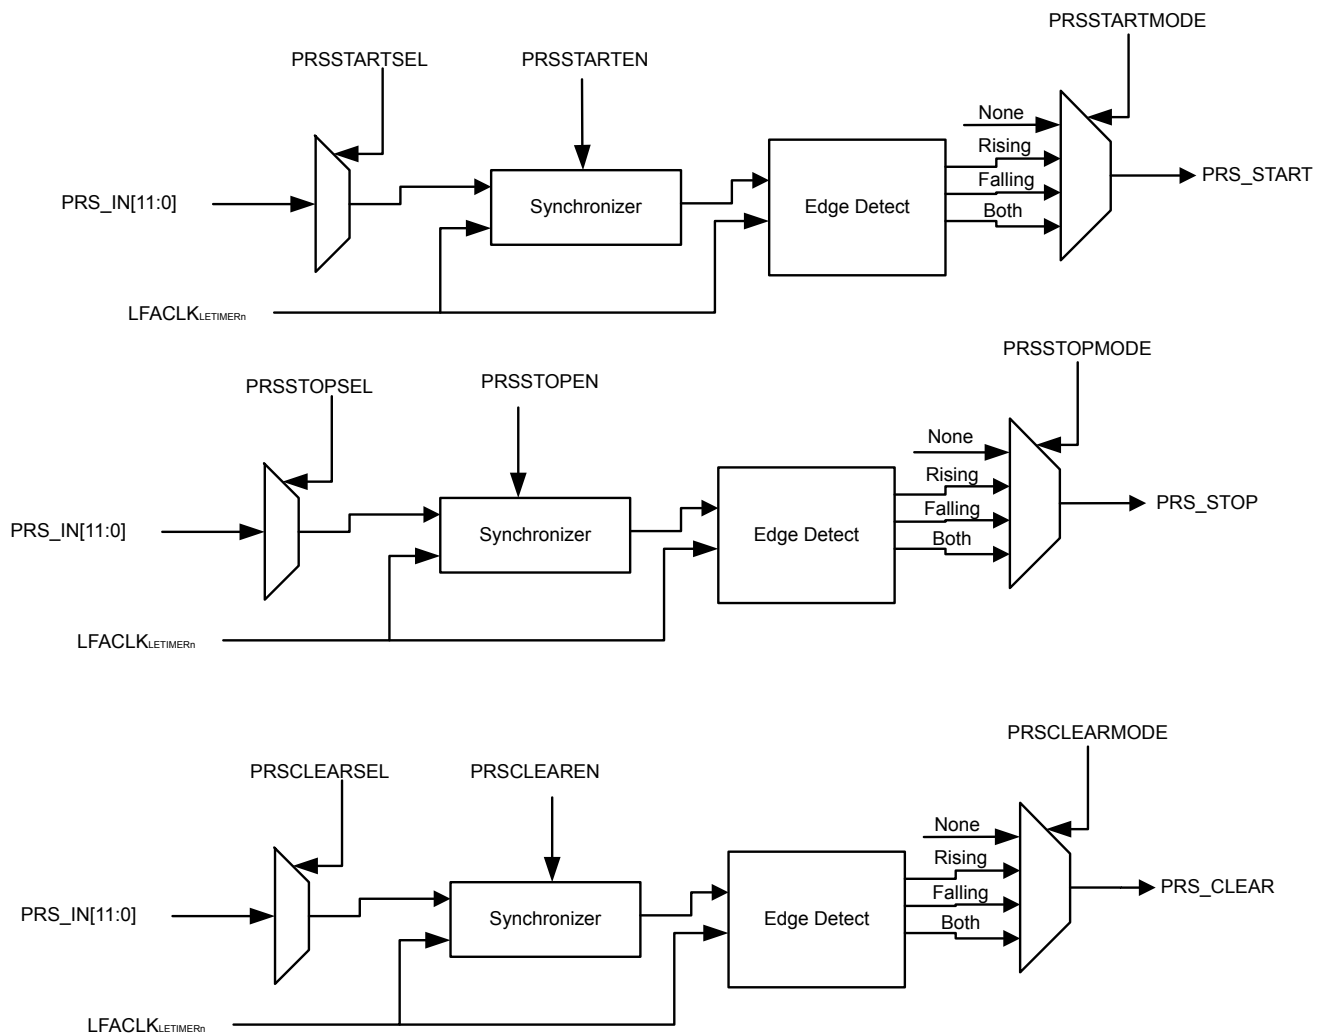 PRSSTARTMODE
PRSSTARTSEL
PRSSTARTEN
None
Rising
PRS_IN[11:0]
Synchronizer
Edge Detect
Falling
Both
PRS_START
LFACLKLETIMERn
PRSSTOPMODE
PRSSTOPSEL
PRSSTOPEN
None
Rising
PRS_IN[11:0]
Synchronizer
Edge Detect
Falling
Both
PRS_STOP
LFACLKLETIMERn
PRSCLEARMODE
PRSCLEARSEL
PRSCLEAREN
None
Rising
PRS_IN[11:0]
Synchronizer
Edge Detect
Falling
Both
PRS_CLEAR
LFACLKLETIMERn